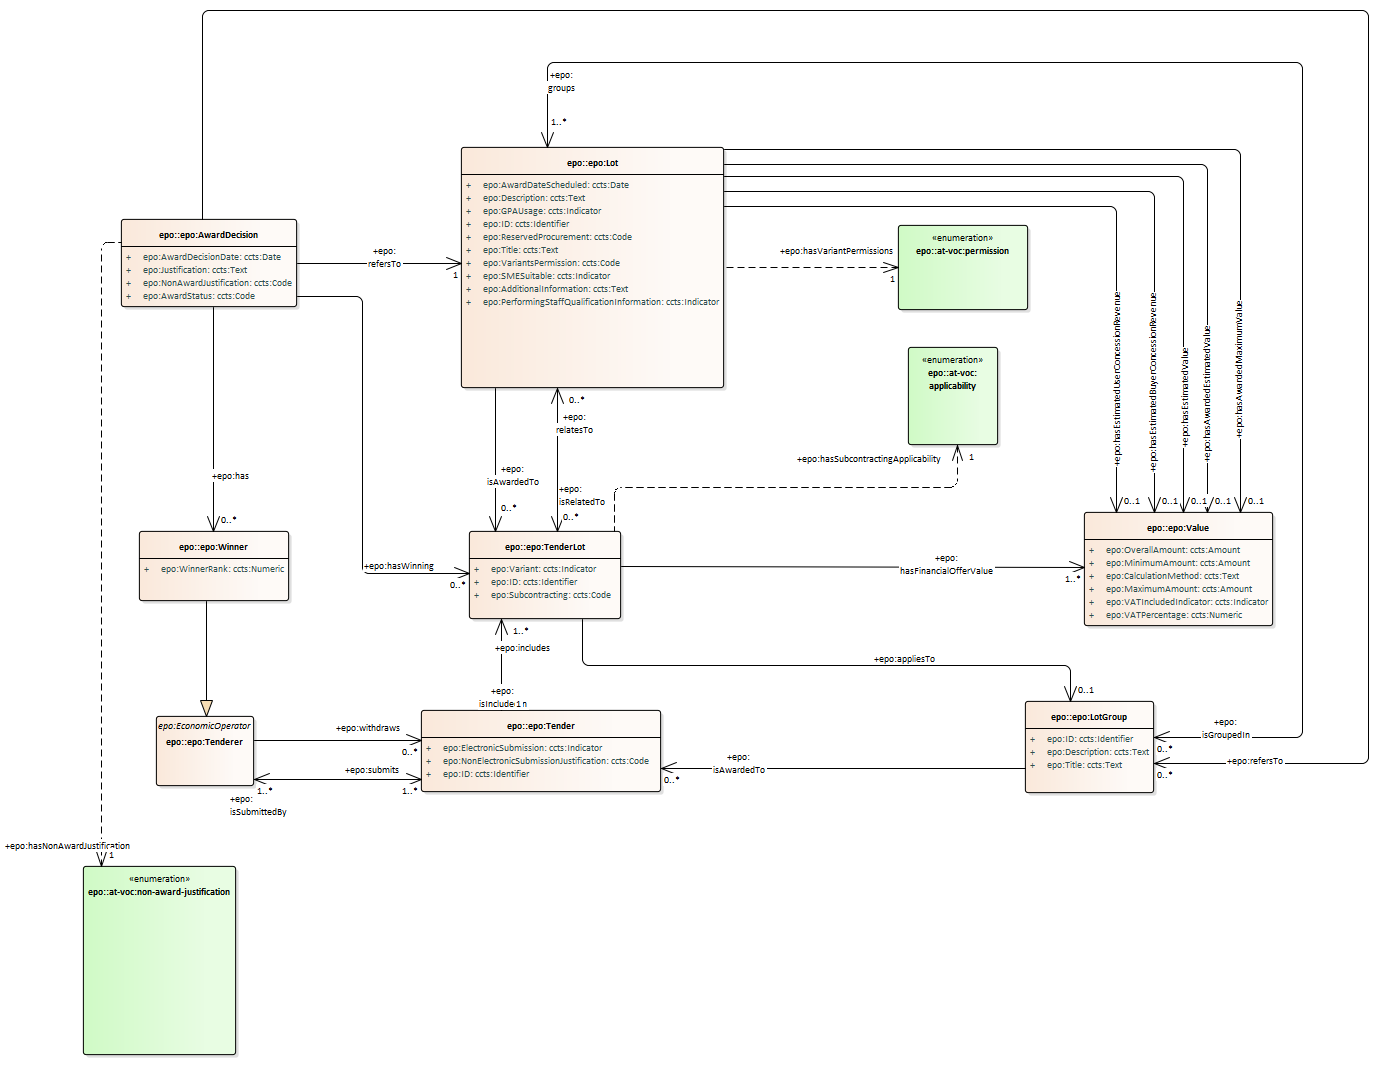 +epo:
groups
1..*
epo::epo:Lot
+ epo:AwardDateScheduled: ccts:Date
+ epo:Description: ccts:Text
+ epo:GPAUsage: ccts:Indicator
+ epo:ID: ccts:Identifier
+ epo:ReservedProcurement: ccts:Code
+ epo:Title: ccts:Text
+ epo:VariantsPermission: ccts:Code
+ epo:SMESuitable: ccts:Indicator
+ epo:AdditionalInformation: ccts:Text
+ epo:PerformingStaffQualificationInformation: ccts:Indicator
epo::epo:AwardDecision
+ epo:AwardDecisionDate: ccts:Date
+ epo:Justification: ccts:Text
+ epo:NonAwardJustification: ccts:Code
+ epo:AwardStatus: ccts:Code
+epo:
refersTo
1
+epo:hasVariantPermissions
1
«enumeration»
epo::at-voc:permission
«enumeration»
epo::at-voc:
applicability
+epo:hasSubcontractingApplicability
1
+epo:hasEstimatedUserConcessionRevenue
+epo:hasEstimatedBuyerConcessionRevenue
+epo:hasEstimatedValue
+epo:hasAwardedEstimatedValue
+epo:hasAwardedMaximumValue
0..1
0..1
0..1
0..1
0..1
0..*
+epo:
relatesTo
+epo:
isAwardedTo
0..*
+epo:
isRelatedTo
0..*
+epo:has
0..*
epo::epo:Winner
+ epo:WinnerRank: ccts:Numeric
+epo:hasWinning
0..*
epo::epo:TenderLot
+ epo:Variant: ccts:Indicator
+ epo:ID: ccts:Identifier
+ epo:Subcontracting: ccts:Code
+epo:
hasFinancialOfferValue
1..*
epo::epo:Value
+ epo:OverallAmount: ccts:Amount
+ epo:MinimumAmount: ccts:Amount
+ epo:CalculationMethod: ccts:Text
+ epo:MaximumAmount: ccts:Amount
+ epo:VATIncludedIndicator: ccts:Indicator
+ epo:VATPercentage: ccts:Numeric
1..*
+epo:includes
+epo:
isInclude1n
+epo:appliesTo
0..1
epo:EconomicOperator
epo::epo:Tenderer
+epo:withdraws
0..*
+epo:submits
1..*
1..*
+epo:
isSubmittedBy
epo::epo:Tender
+ epo:ElectronicSubmission: ccts:Indicator
+ epo:NonElectronicSubmissionJustification: ccts:Code
+ epo:ID: ccts:Identifier
+epo:
isAwardedTo
0..*
epo::epo:LotGroup
+ epo:ID: ccts:Identifier
+ epo:Description: ccts:Text
+ epo:Title: ccts:Text
+epo:
isGroupedIn
0..*
+epo:refersTo
0..*
+epo:hasNonAwardJustification
1
«enumeration»
epo::at-voc:non-award-justification